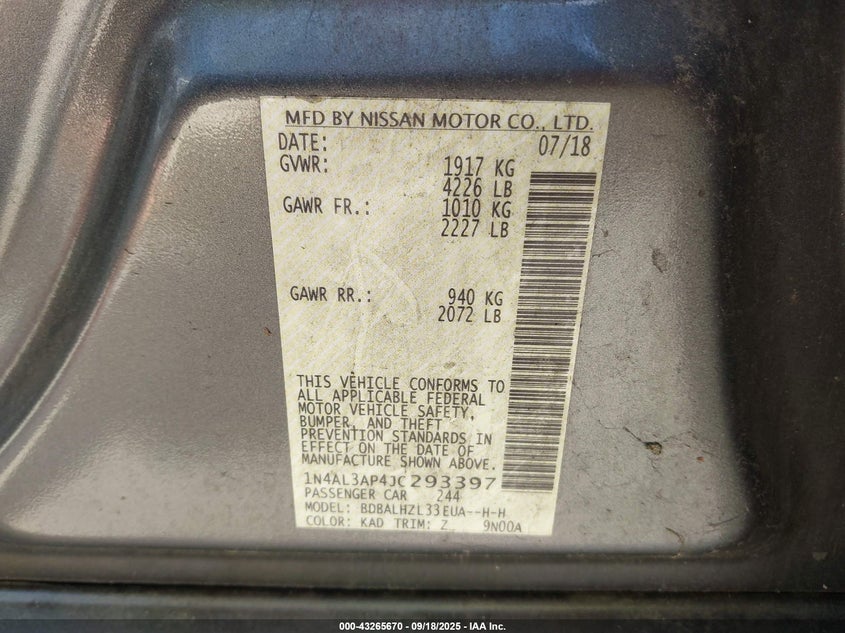 MFD BY NISSAN MOTOR CO., LTD.
DATE: 07/18
GVWR: 1917 KG
4226 LB
GAWR FR.: 1010 KG
2227 LB
GAWR RR.: 940 KG
2072 LB
THIS VEHICLE CONFORMS TO
ALL APPLICABLE FEDERAL
MOTOR VEHICLE SAFETY,
BUMPER, AND THEFT
PREVENTION STANDARDS IN
EFFECT ON THE DATE OF
MANUFACTURE SHOWN ABOVE.
1N4AL3AP4JC293397
PASSENGER CAR 244
MODEL: BDBALHZL33EUA--H-H
COLOR: KAD TRIM: Z 9N00A
000-43265670 - 09/18/2025 - IAA Inc.